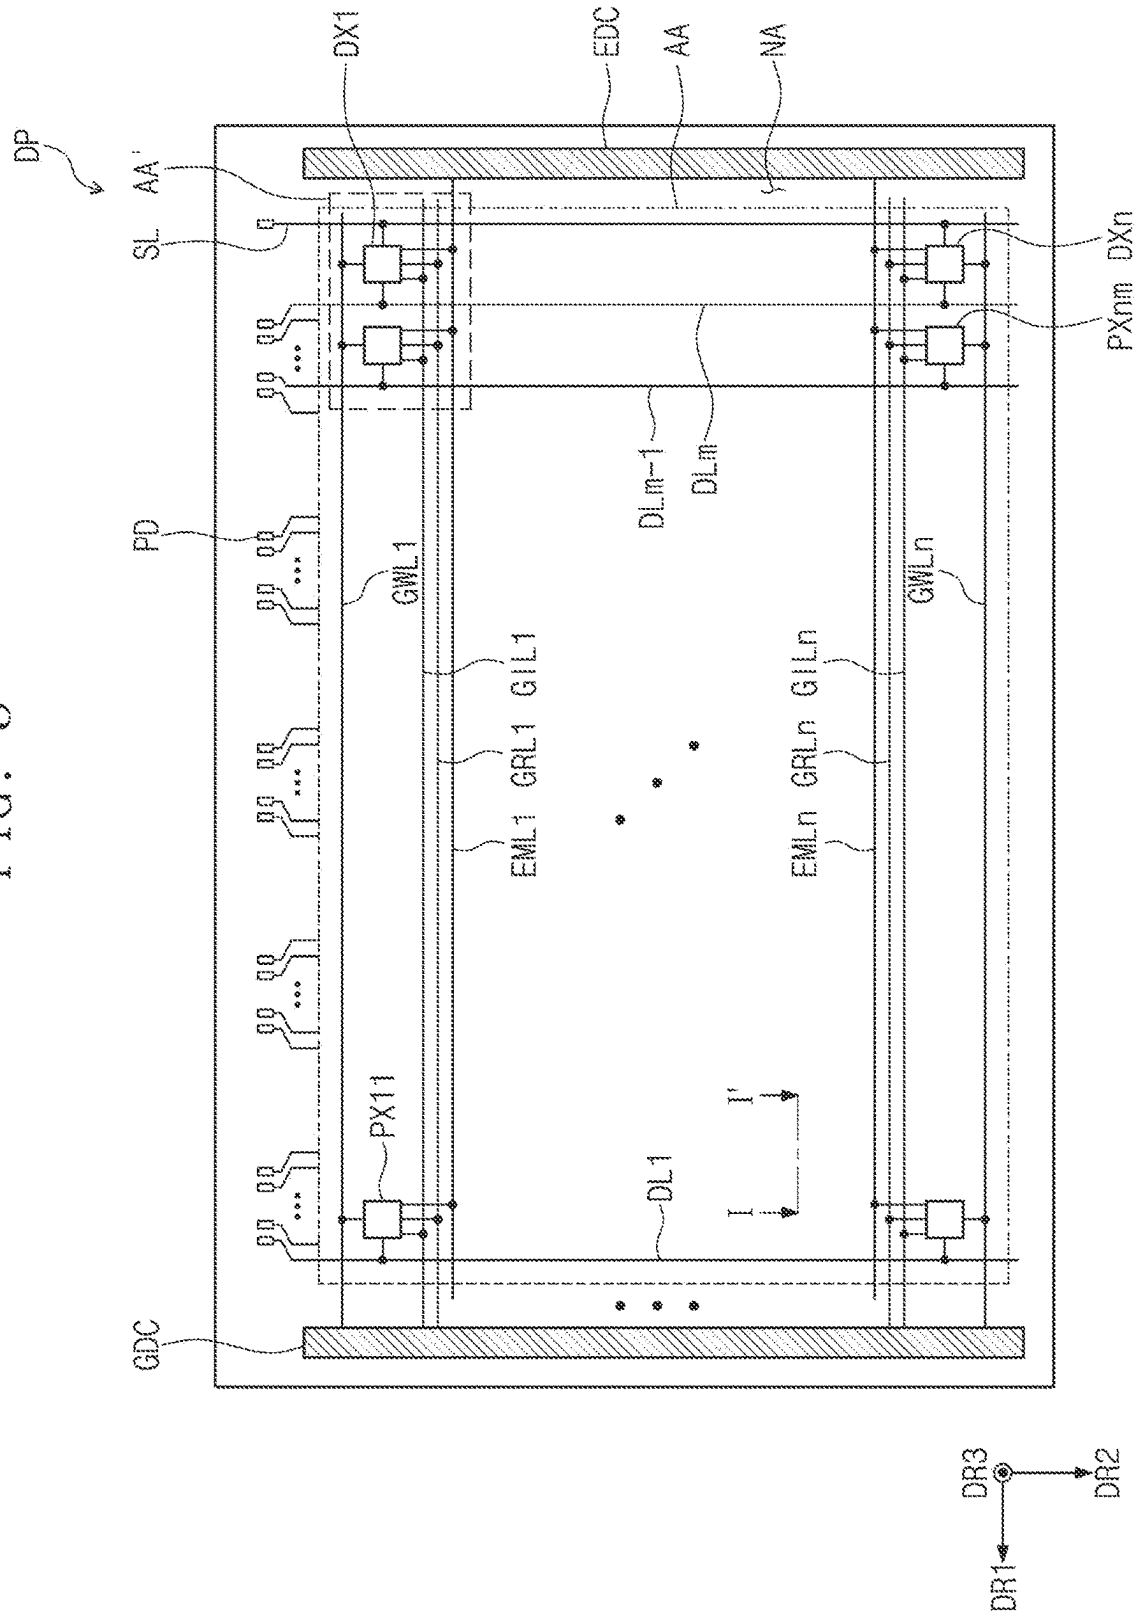 FIG.
DP
SL
AA'
DX1
EDC
AA
NA
PXnm
DXn
DLm-1
DLm
PD
GWL1
GWLn
EML1
GRL1
GIL1
EMLn
GRLn
GILn
PX11
I
I'
DL1
GDC
DR3
DR1
DR2